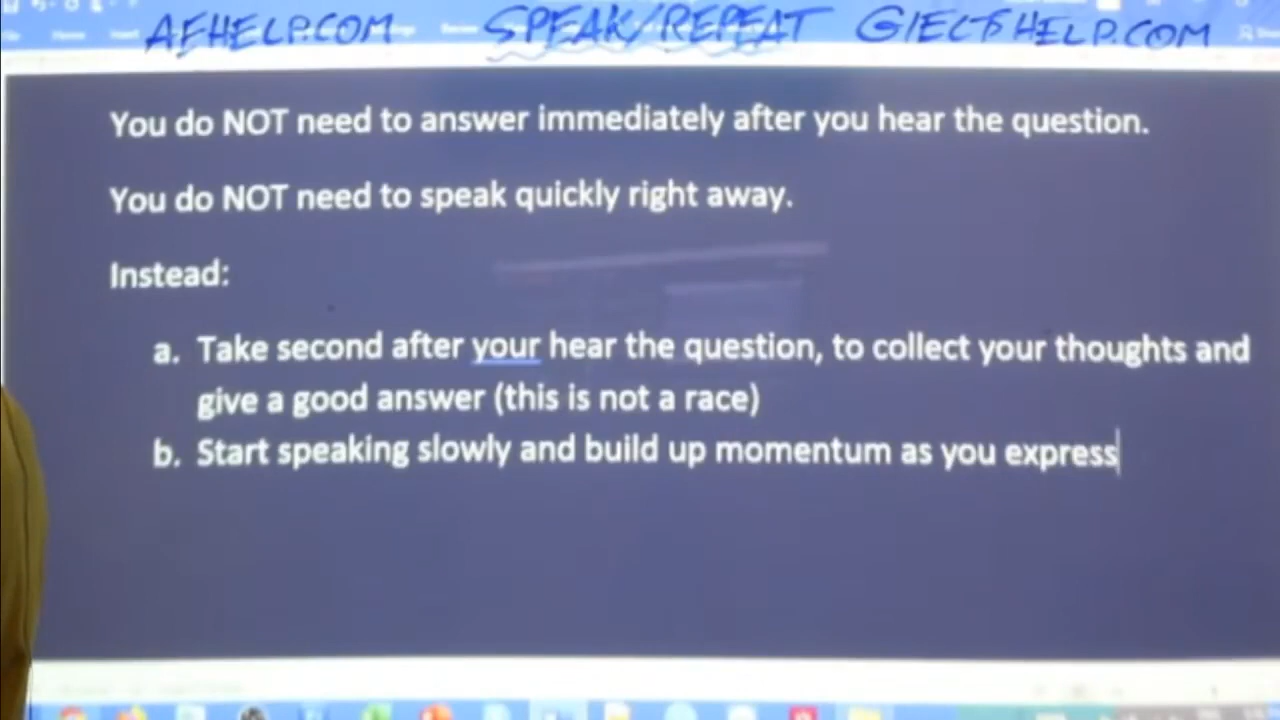 AEHELP.COM SPEAK/REPEAT GIELTSHELP.COM
You do NOT need to answer immediately after you hear the question.
You do NOT need to speak quickly right away.
Instead:
a. Take second after your hear the question, to collect your thoughts and
give a good answer (this is not a race)
b. Start speaking slowly and build up momentum as you express